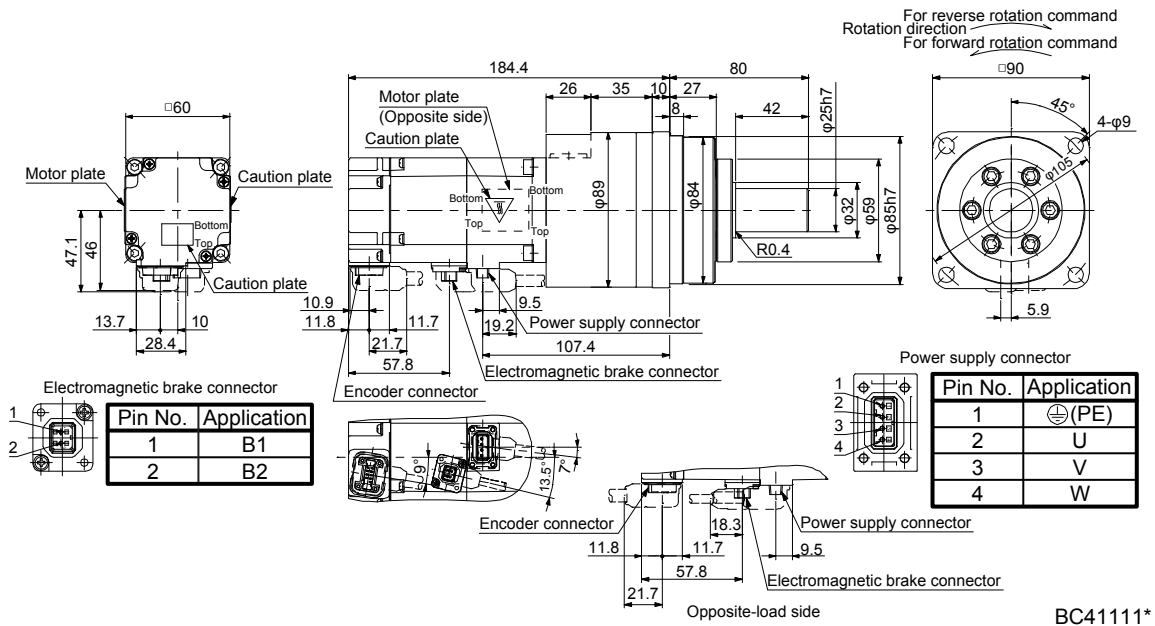 For reverse rotation command
Rotation direction
For forward rotation command
184.4
80
□90
26
35
10
27
8
42
φ25h7
45°
4-φ9
□60
Motor plate
(Opposite side)
Caution plate
Motor plate
Caution plate
Bottom
Top
Caution plate
Bottom
Bottom
Top
Top
φ89
φ84
R0.4
φ32
φ59
φ85h7
φ105
47.1
46
13.7
10
28.4
10.9
11.8
11.7
21.7
57.8
9.5
19.2
107.4
5.9
Power supply connector
Electromagnetic brake connector
Encoder connector
Electromagnetic brake connector
1
2
Pin No. Application
1 B1
2 B2
9°
13.5°
7°
Power supply connector
1
2
3
4
Pin No. Application
1 ⏚(PE)
2 U
3 V
4 W
Encoder connector
Power supply connector
18.3
11.8
11.7
9.5
57.8
Electromagnetic brake connector
21.7
Opposite-load side
BC41111*